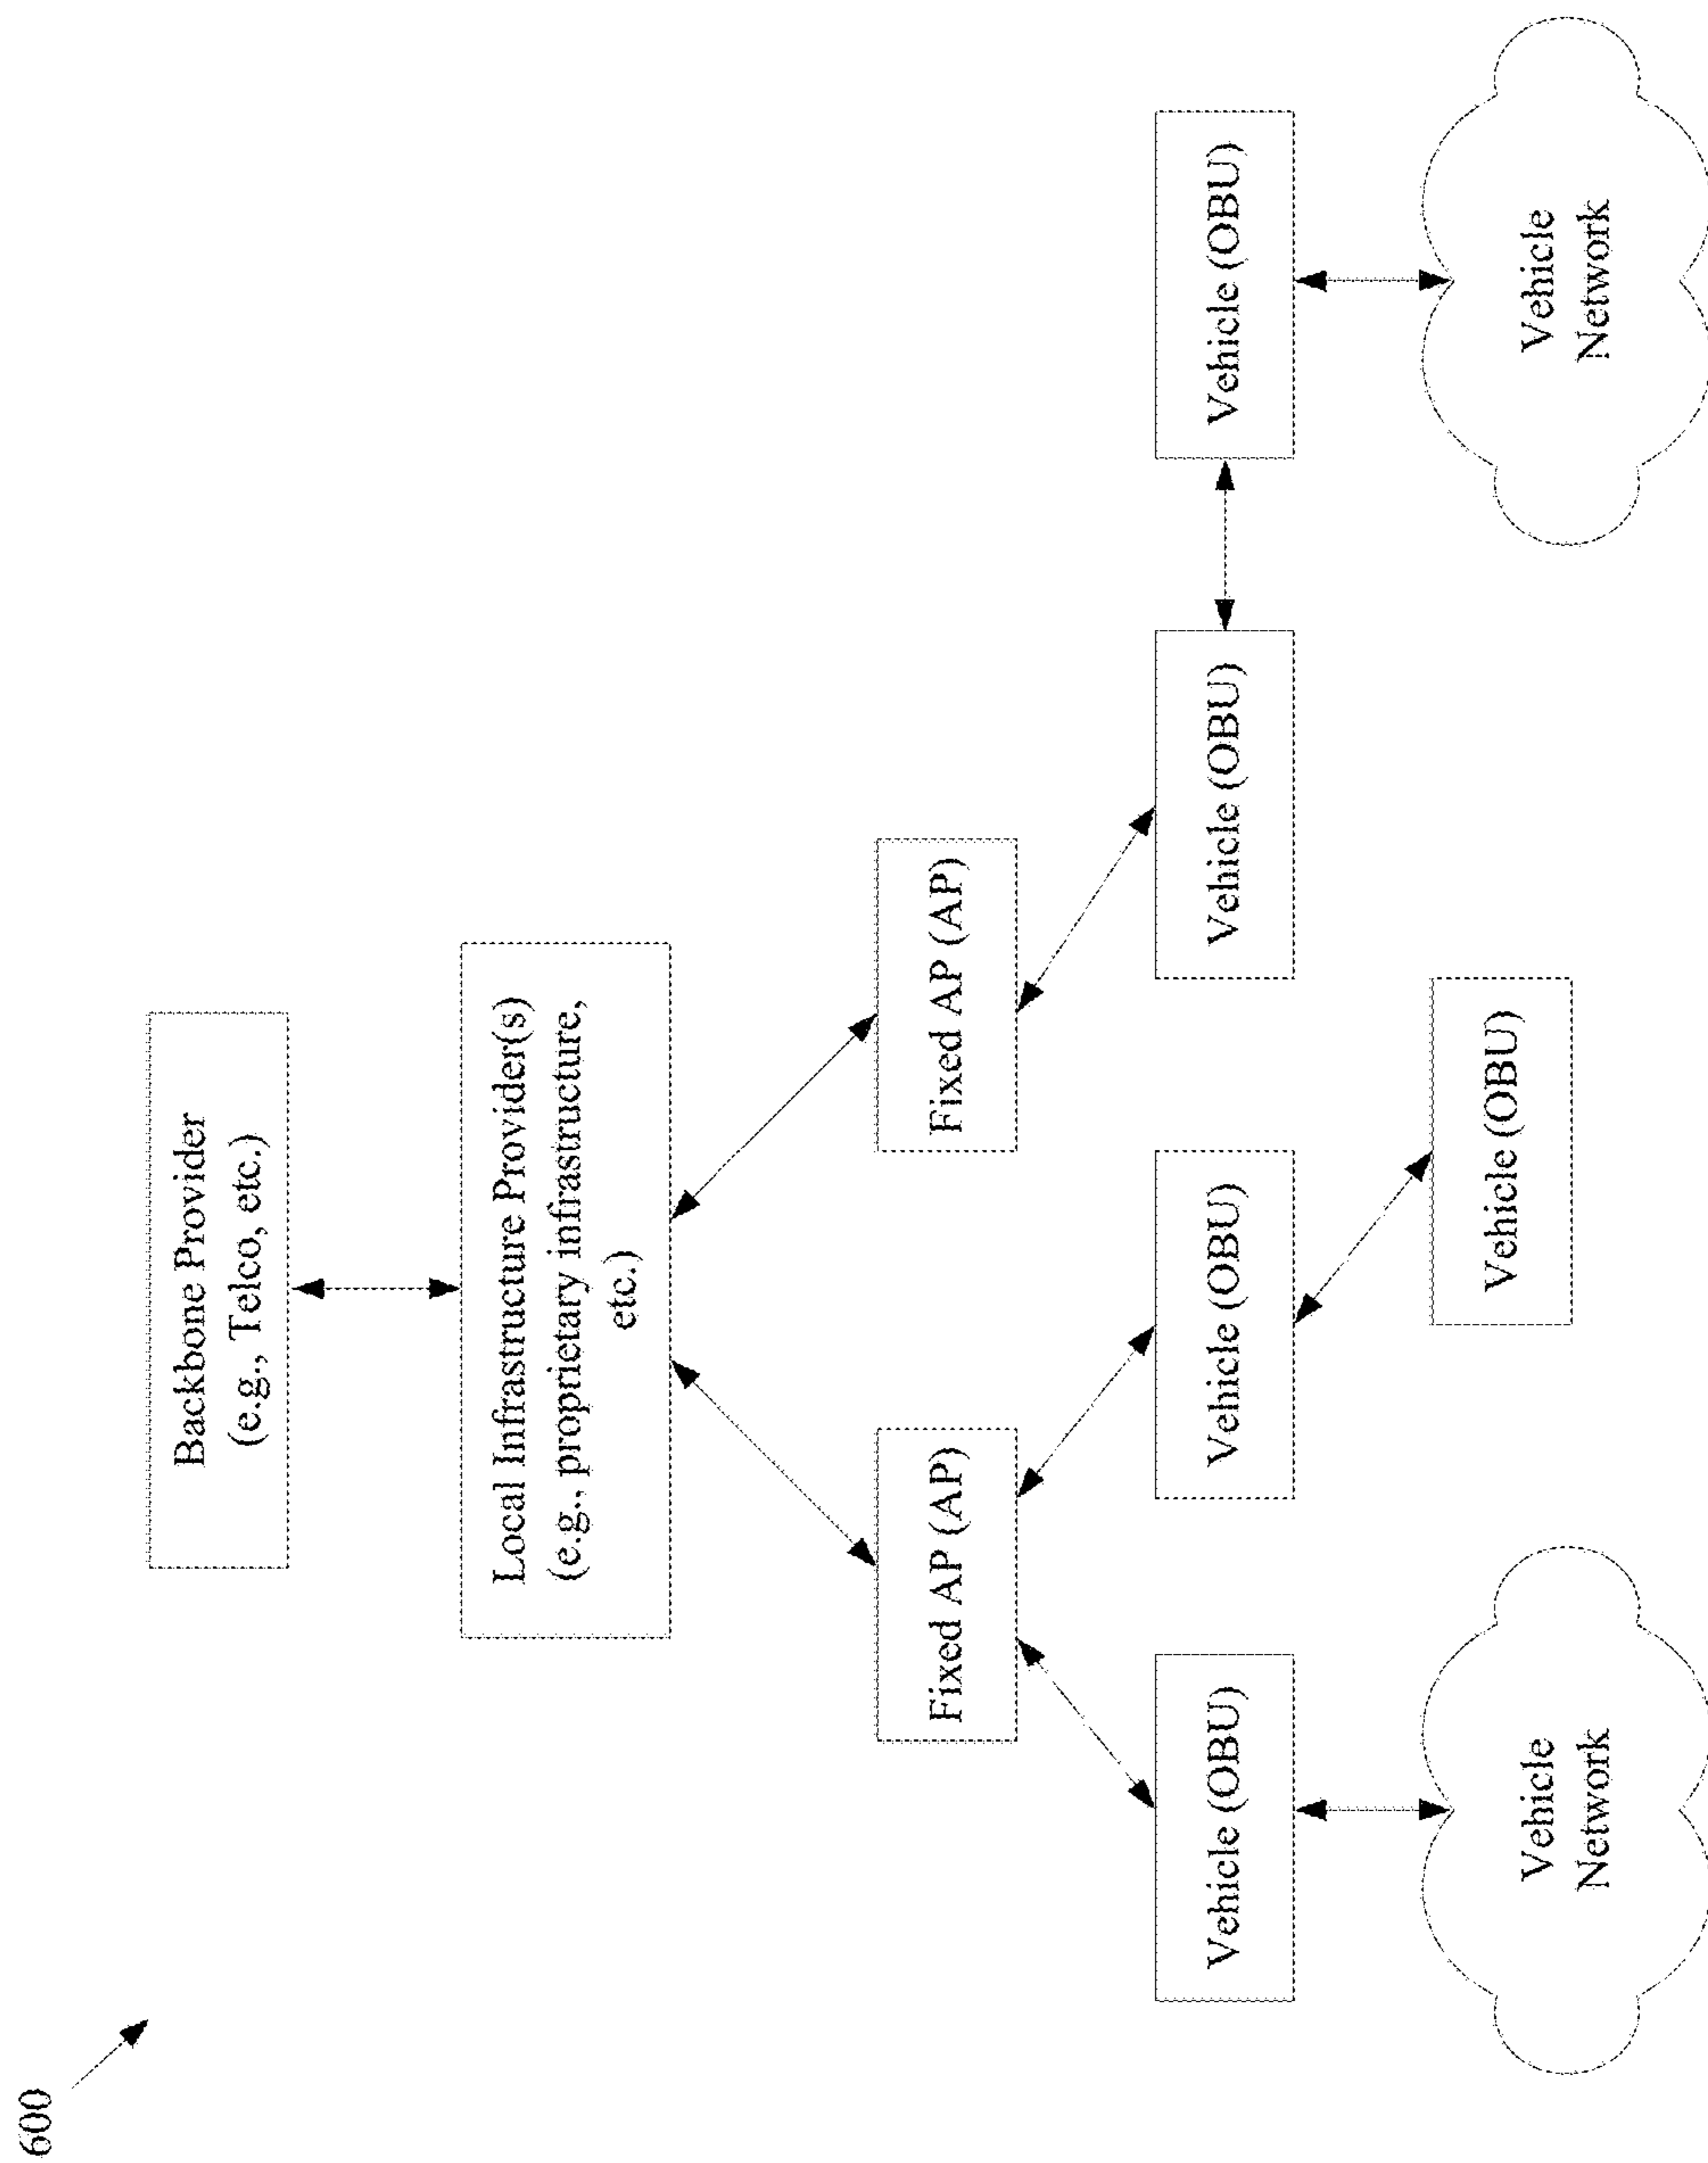 600
Backbone Provider
(e.g., Telco, etc.)
Local Infrastructure Provider(s)
(e.g., proprietary infrastructure,
etc.)
Fixed AP (AP)
Fixed AP (AP)
Vehicle (OBU)
Vehicle (OBU)
Vehicle (OBU)
Vehicle (OBU)
Vehicle (OBU)
Vehicle
Network
Vehicle
Network